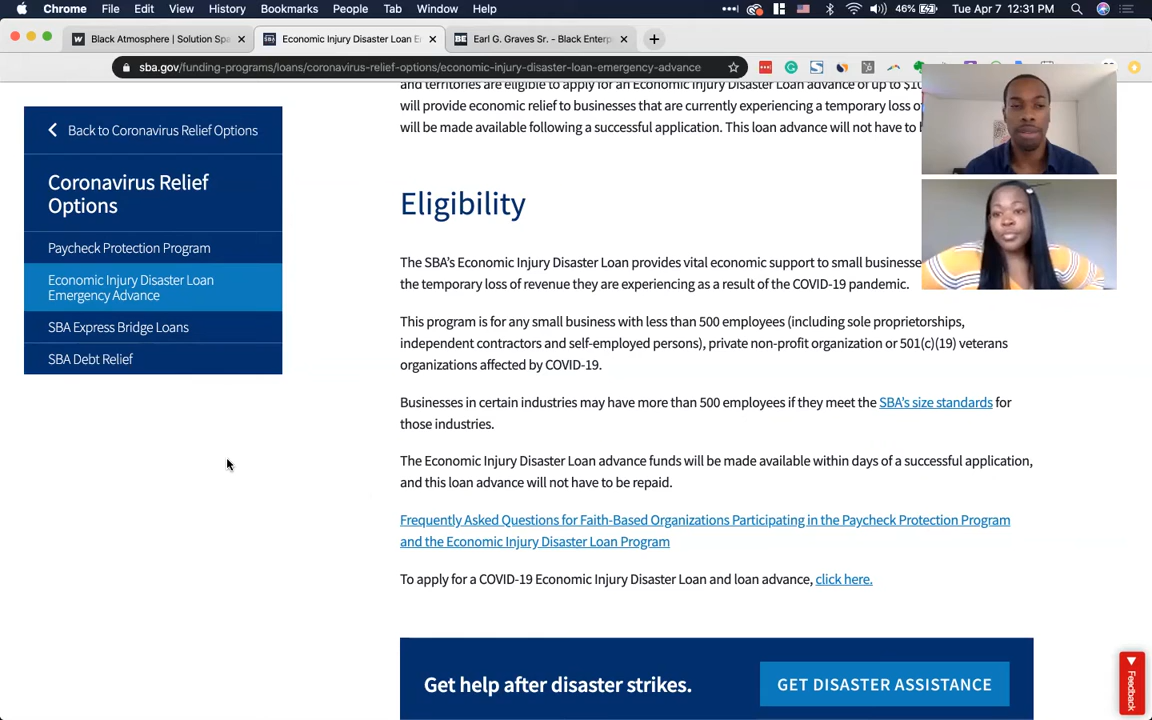 Chrome File Edit View History Bookmarks People Tab Window Help 46% Tue Apr 7 12:31 PM
Black Atmosphere | Solution Spa Economic Injury Disaster Loan E Earl G. Graves Sr. - Black Enterp
sba.gov/funding-programs/loans/coronavirus-relief-options/economic-injury-disaster-loan-emergency-advance
Back to Coronavirus Relief Options
Coronavirus Relief
Options
Paycheck Protection Program
Economic Injury Disaster Loan
Emergency Advance
SBA Express Bridge Loans
SBA Debt Relief
and territories are eligible to apply for an Economic Injury Disaster Loan advance of up to $10
will provide economic relief to businesses that are currently experiencing a temporary loss of
will be made available following a successful application. This loan advance will not have to
Eligibility
The SBA's Economic Injury Disaster Loan provides vital economic support to small businesse
the temporary loss of revenue they are experiencing as a result of the COVID-19 pandemic.
This program is for any small business with less than 500 employees (including sole proprietorships,
independent contractors and self-employed persons), private non-profit organization or 501(c)(19) veterans
organizations affected by COVID-19.
Businesses in certain industries may have more than 500 employees if they meet the SBA's size standards for
those industries.
The Economic Injury Disaster Loan advance funds will be made available within days of a successful application,
and this loan advance will not have to be repaid.
Frequently Asked Questions for Faith-Based Organizations Participating in the Paycheck Protection Program
and the Economic Injury Disaster Loan Program
To apply for a COVID-19 Economic Injury Disaster Loan and loan advance, click here.
Get help after disaster strikes. GET DISASTER ASSISTANCE
Feedback